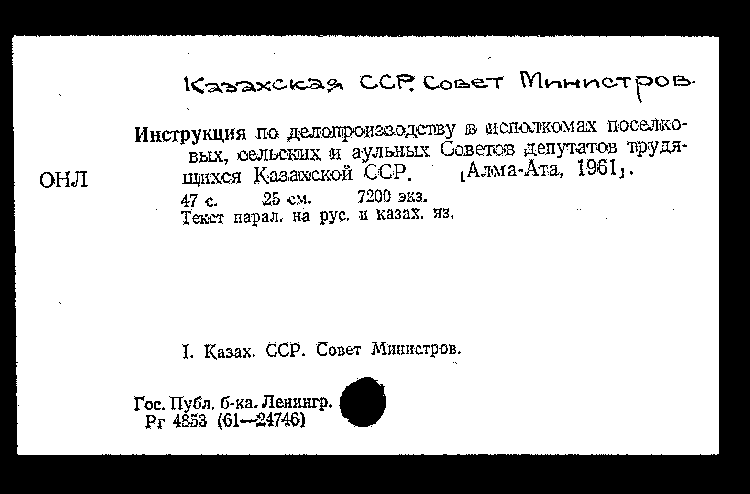 Казахская ССР. Совет Министров.
Инструкция по делопроизводству в исполкомах поселко-
вых, сельских и аульных Советов депутатов трудя-
щихся Казахской ССР. [Алма-Ата, 1961].
ОНЛ
47 с. 25 см. 7200 экз.
Текст парал. на рус. и казах. яз.
I. Казах. ССР. Совет Министров.
Гос. Публ. б-ка. Ленингр.
Рг 4853 (61—24746)